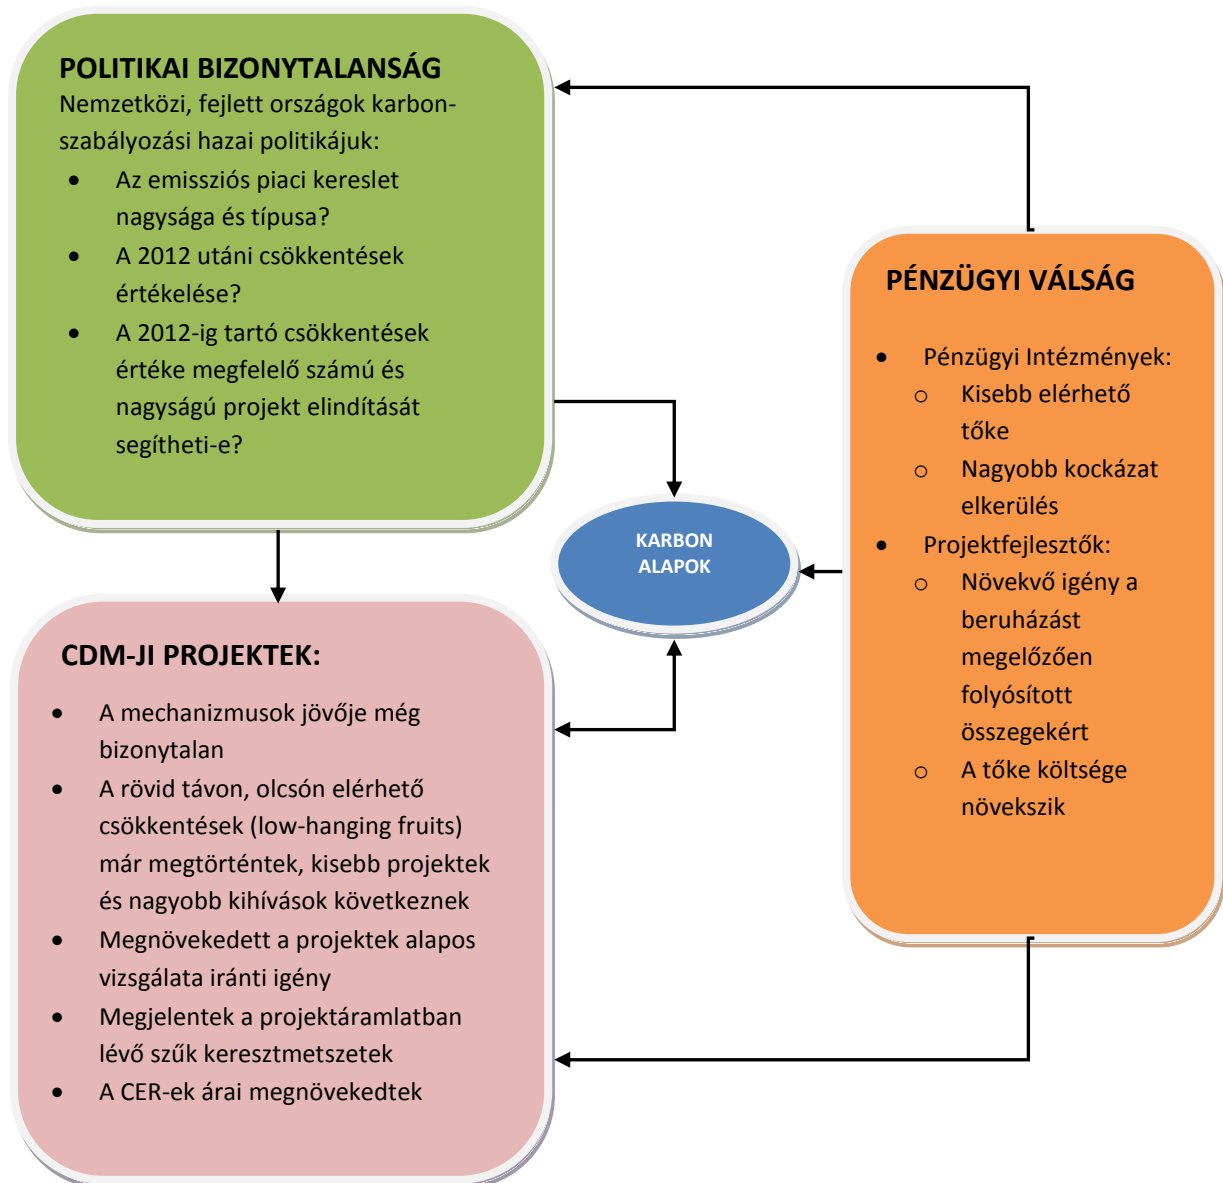 POLITIKAI BIZONYTALANSÁG
Nemzetközi, fejlett országok karbon-
szabályozási hazai politikájuk:
• Az emissziós piaci kereslet
nagysága és típusa?
• A 2012 utáni csökkentések
értékelése?
• A 2012-ig tartó csökkentések
értéke megfelelő számú és
nagyságú projekt elindítását
segítheti-e?
PÉNZÜGYI VÁLSÁG
• Pénzügyi Intézmények:
o Kisebb elérhető
tőke
o Nagyobb kockázat
elkerülés
• Projektfejlesztők:
o Növekvő igény a
beruházást
megelőzően
folyósított
összegekért
o A tőke költsége
növekszik
KARBON
ALAPOK
CDM-JI PROJEKTEK:
• A mechanizmusok jövője még
bizonytalan
• A rövid távon, olcsón elérhető
csökkentések (low-hanging fruits)
már megtörténtek, kisebb projektek
és nagyobb kihívások következnek
• Megnövekedett a projektek alapos
vizsgálata iránti igény
• Megjelentek a projektáramlatban
lévő szűk keresztmetszetek
• A CER-ek árai megnövekedtek